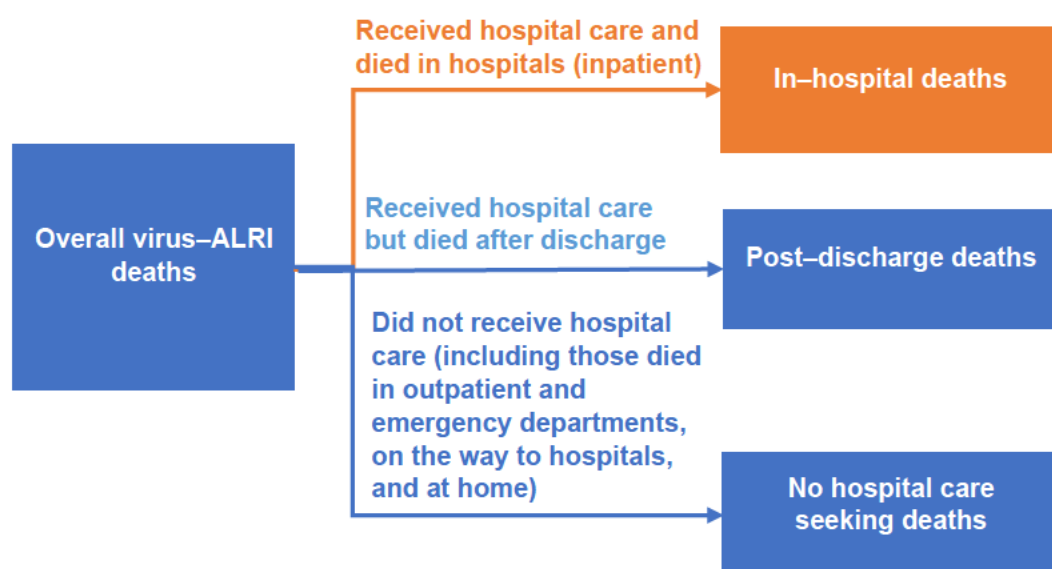 Received hospital care and
died in hospitals (inpatient)
In–hospital deaths
Overall virus–ALRI
deaths
Received hospital care
but died after discharge
Post–discharge deaths
Did not receive hospital
care (including those died
in outpatient and
emergency departments,
on the way to hospitals,
and at home)
No hospital care
seeking deaths